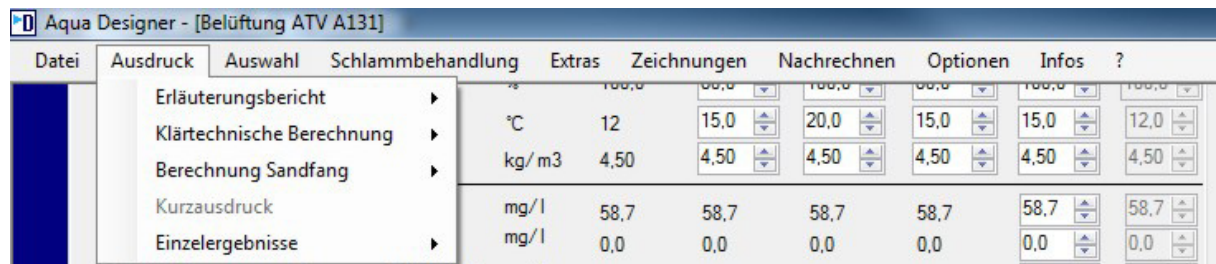 Aqua Designer - [Belüftung ATV A131]
Datei Ausdruck Auswahl Schlammbehandlung Extras Zeichnungen Nachrechnen Optionen Infos ?
Erläuterungsbericht
°C 12 15,0 20,0 15,0 15,0 12,0
Klärtechnische Berechnung
kg/m3 4,50 4,50 4,50 4,50 4,50 4,50
Berechnung Sandfang
Kurzausdruck
mg/l 58,7 58,7 58,7 58,7 58,7 58,7
Einzelergebnisse
mg/l 0,0 0,0 0,0 0,0 0,0 0,0